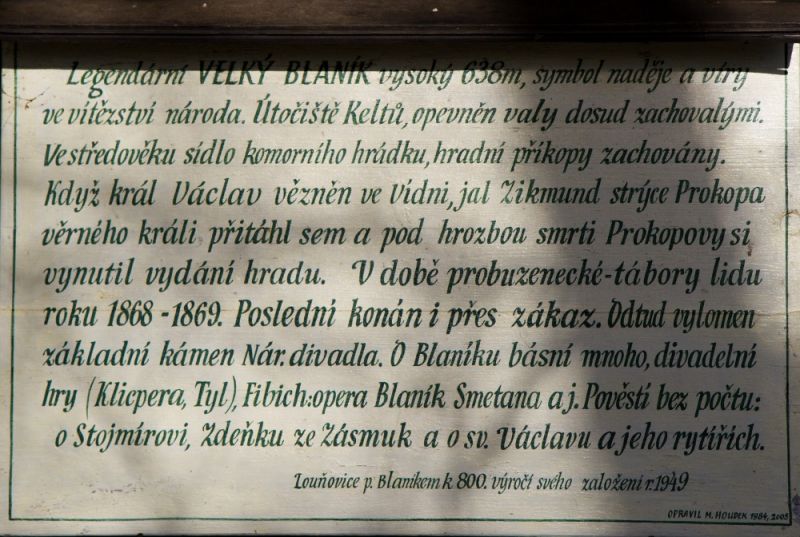 Legendární VELKÝ BLANÍK vysoký 638m, symbol naděje a víry
ve vítězství národa. Útočiště Keltů, opevněn valy dosud zachovalými.
Ve středověku sídlo komorního hrádku, hradní příkopy zachovány.
Když král Václav vězněn ve Vídni, jal Zikmund strýce Prokopa
věrného králi přitáhl sem a pod hrozbou smrti Prokopovy si
vynutil vydání hradu. V době probuzenecké-tábory lidu
roku 1868-1869. Poslední konán i přes zákaz. Odtud vylomen
základní kámen Nár. divadla. O Blaníku básní mnoho, divadelní
hry (Klicpera, Tyl), Fibich: opera Blaník Smetana a j. Pověstí bez počtu:
o Stojmírovi, Zdeňku ze Zásmuk a o sv. Václavu a jeho rytířích.
Louňovice p. Blaníkem k 800. výročí svého založení r. 1949
OPRAVIL M. HOUDEK 1984, 2005